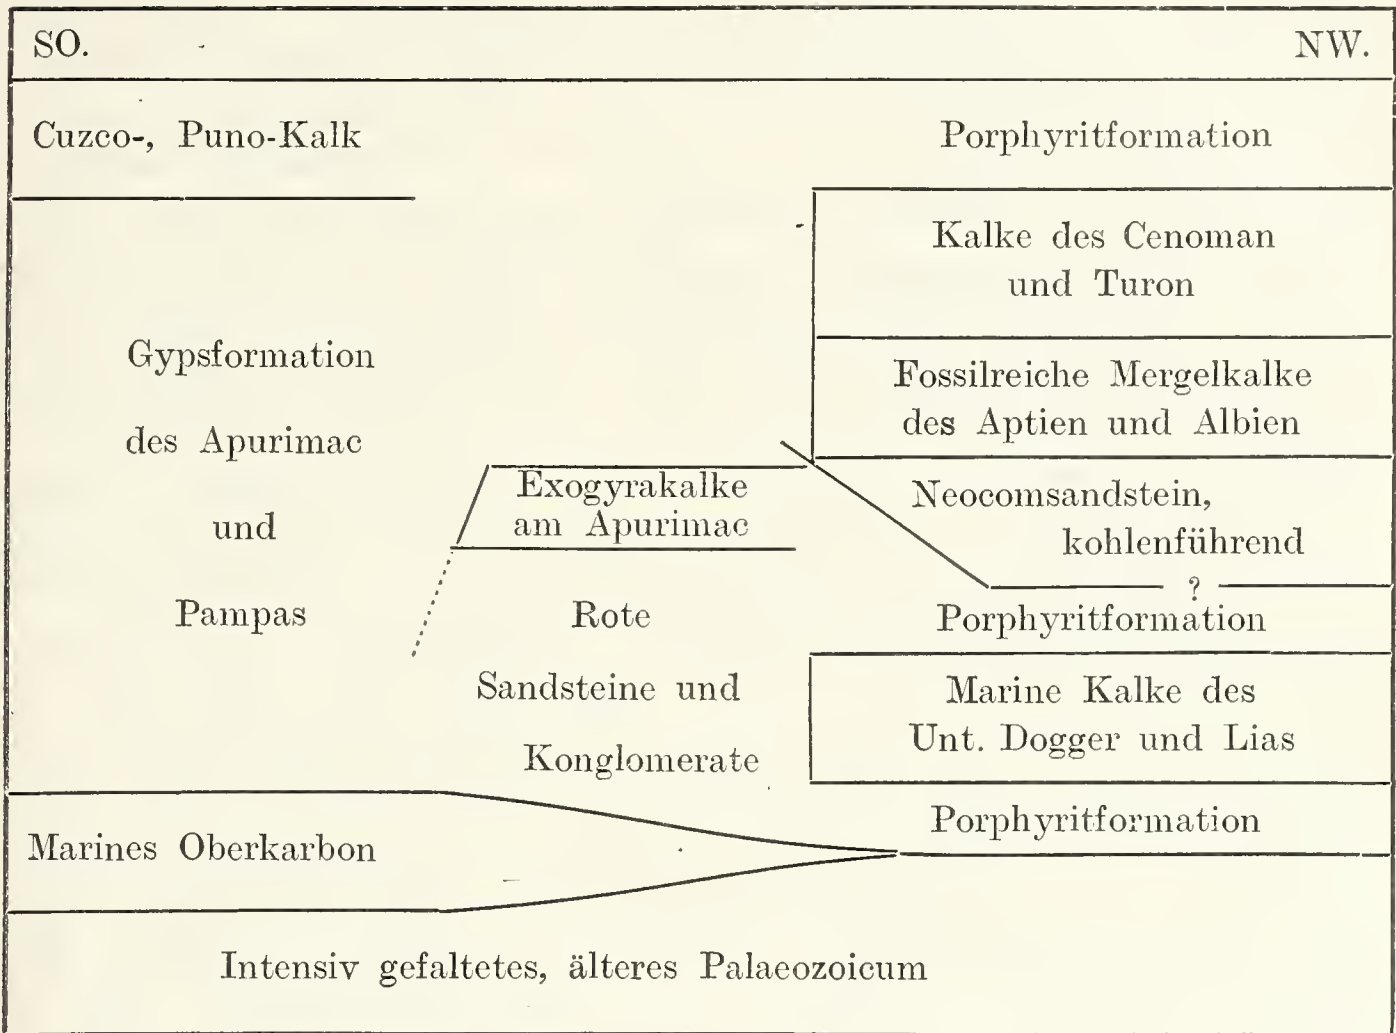 SO.
NW.
Cuzco-, Puno-Kalk
Porphyritformation
Kalke des Cenoman
und Turon
Gypsformation
des Apurimac
und
Pampas
Fossilreiche Mergelkalke
des Aptien und Albien
Exogyrakalke
am Apurimac
Neocomsandstein,
kohlenführend
?
Rote
Sandsteine und
Konglomerate
Porphyritformation
Marine Kalke des
Unt. Dogger und Lias
Porphyritformation
Marines Oberkarbon
Intensiv gefaltetes, älteres Palaeozoicum